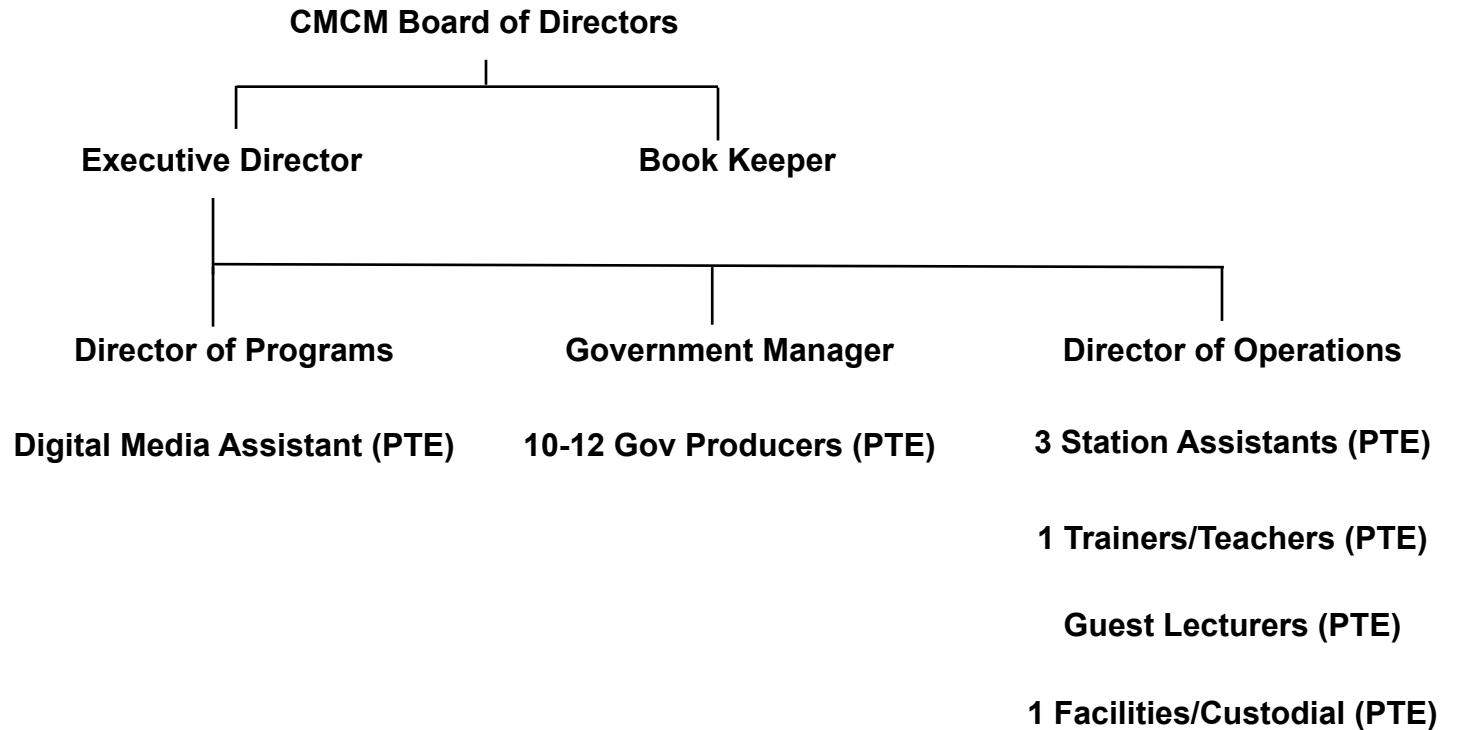 CMCM Board of Directors
Executive Director
Book Keeper
Director of Programs
Government Manager
Director of Operations
Digital Media Assistant (PTE)
10-12 Gov Producers (PTE)
3 Station Assistants (PTE)
1 Trainers/Teachers (PTE)
Guest Lecturers (PTE)
1 Facilities/Custodial (PTE)